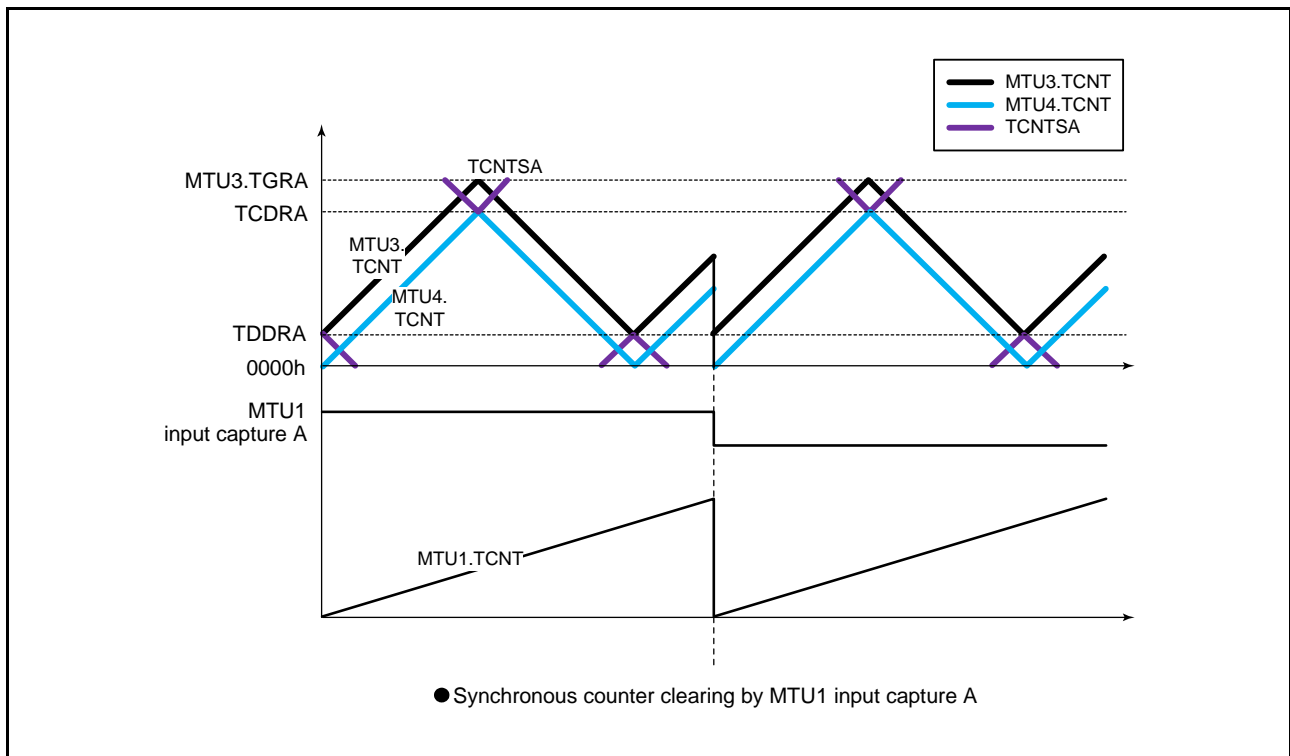 MTU3.TCNT
MTU4.TCNT
TCNTSA
TCNTSA
MTU3.TGRA
TCDRA
MTU3.
TCNT
MTU4.
TCNT
TDDRA
0000h
MTU1
input capture A
MTU1.TCNT
●Synchronous counter clearing by MTU1 input capture A